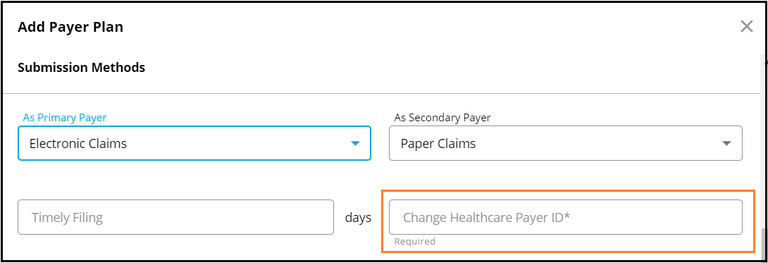 Add Payer Plan
Submission Methods
As Primary Payer
As Secondary Payer
Electronic Claims
Paper Claims
Timely Filing
days
Change Healthcare Payer ID*
Required